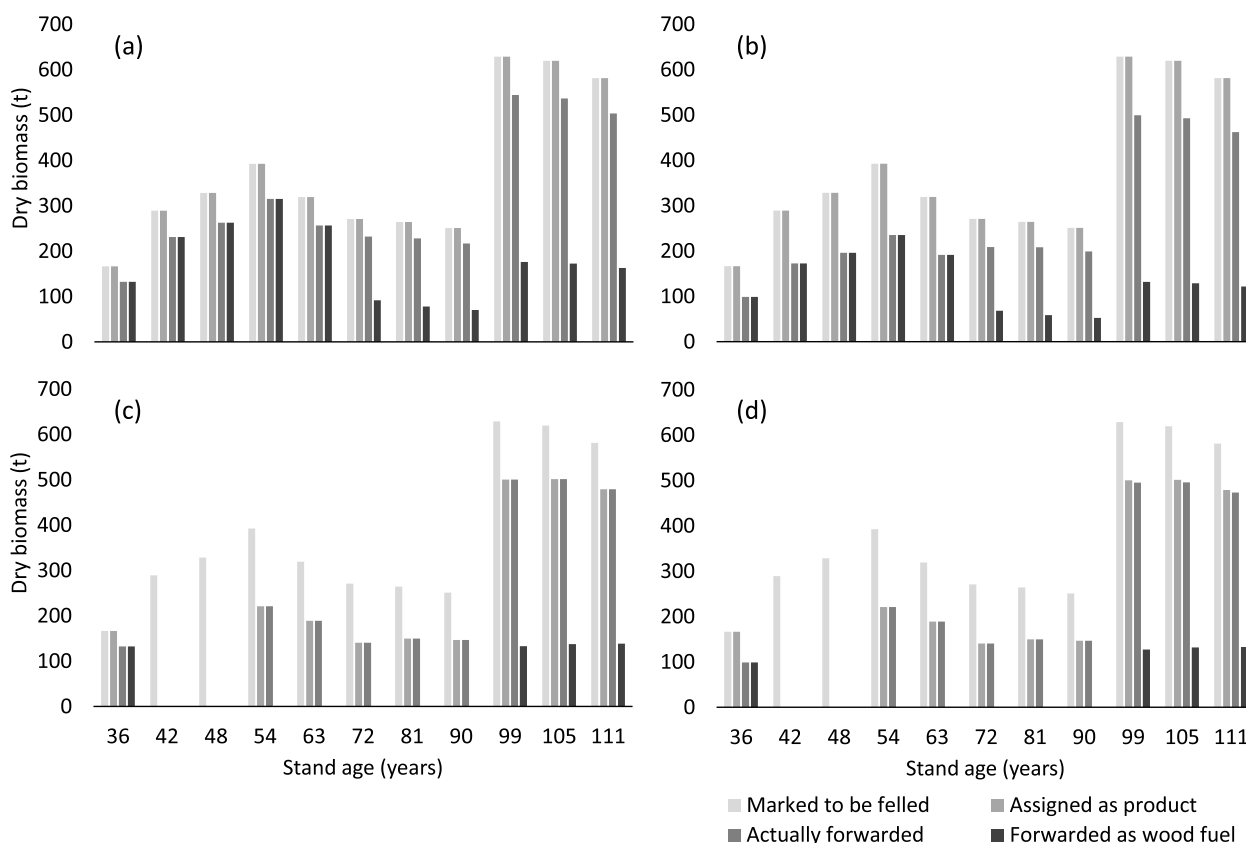 (a)
700
600
500
400
300
200
100
0
Dry biomass (t)
(b)
700
600
500
400
300
200
100
0
(c)
700
600
500
400
300
200
100
0
Dry biomass (t)
36 42 48 54 63 72 81 90 99 105 111
Stand age (years)
(d)
700
600
500
400
300
200
100
0
36 42 48 54 63 72 81 90 99 105 111
Stand age (years)
Marked to be felled
Assigned as product
Actually forwarded
Forwarded as wood fuel